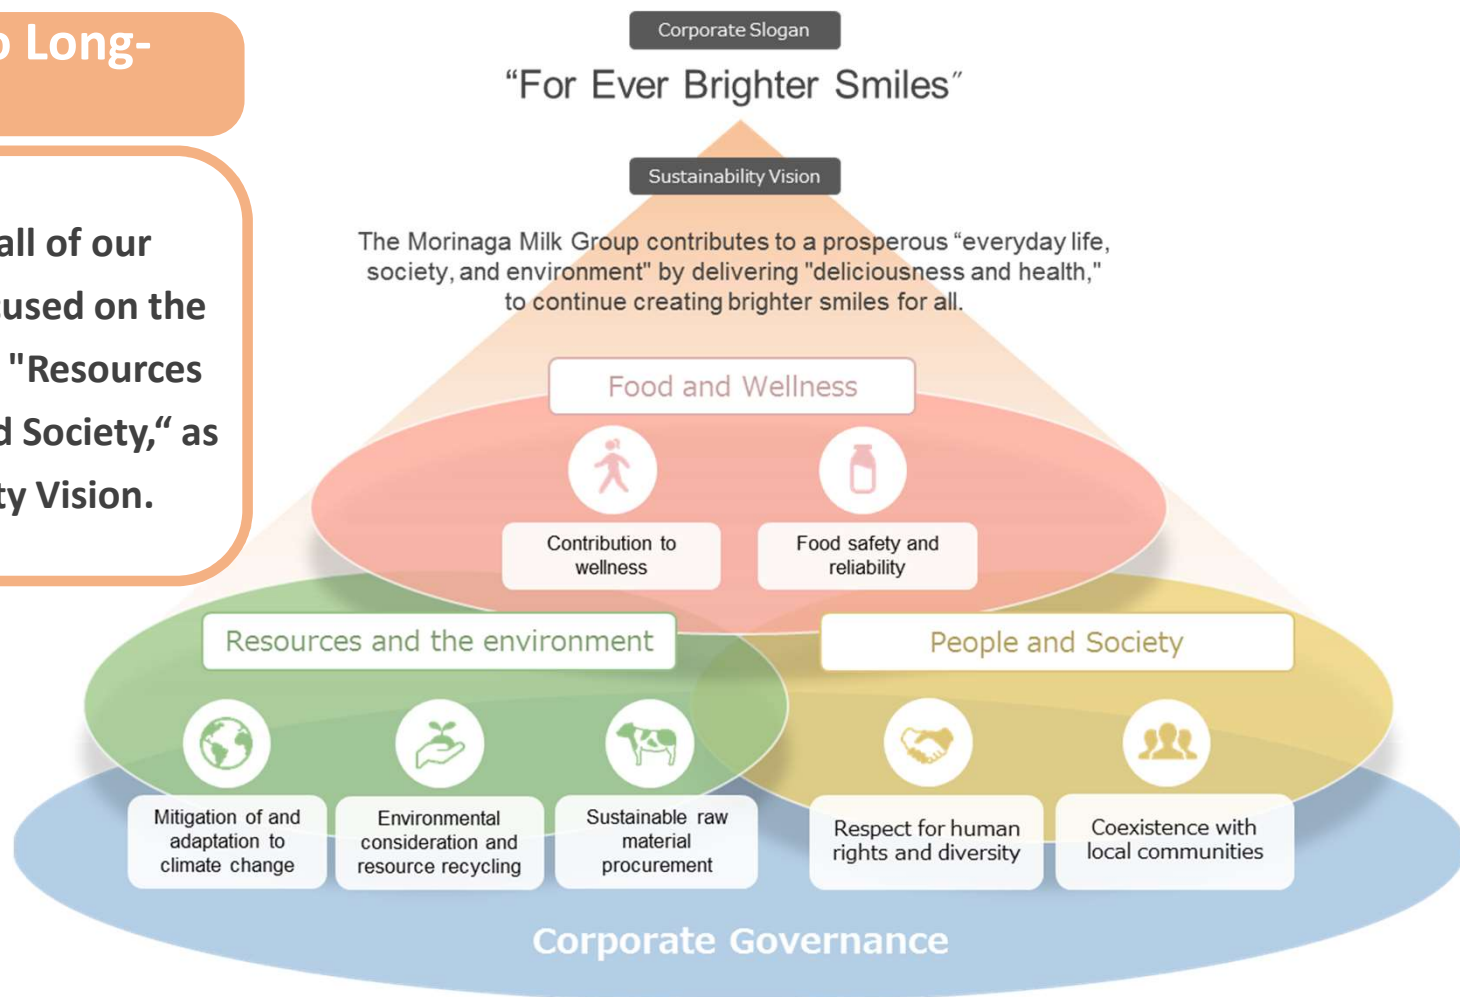 o Long-
all of our
used on the
"Resources
d Society,“ as
ty Vision.
Corporate Slogan
“For Ever Brighter Smiles”
Sustainability Vision
The Morinaga Milk Group contributes to a prosperous “everyday life,
society, and environment" by delivering "deliciousness and health,"
to continue creating brighter smiles for all.
Food and Wellness
Contribution to
wellness
Food safety and
reliability
Resources and the environment
People and Society
Mitigation of and
adaptation to
climate change
Environmental
consideration and
resource recycling
Sustainable raw
material
procurement
Respect for human
rights and diversity
Coexistence with
local communities
Corporate Governance